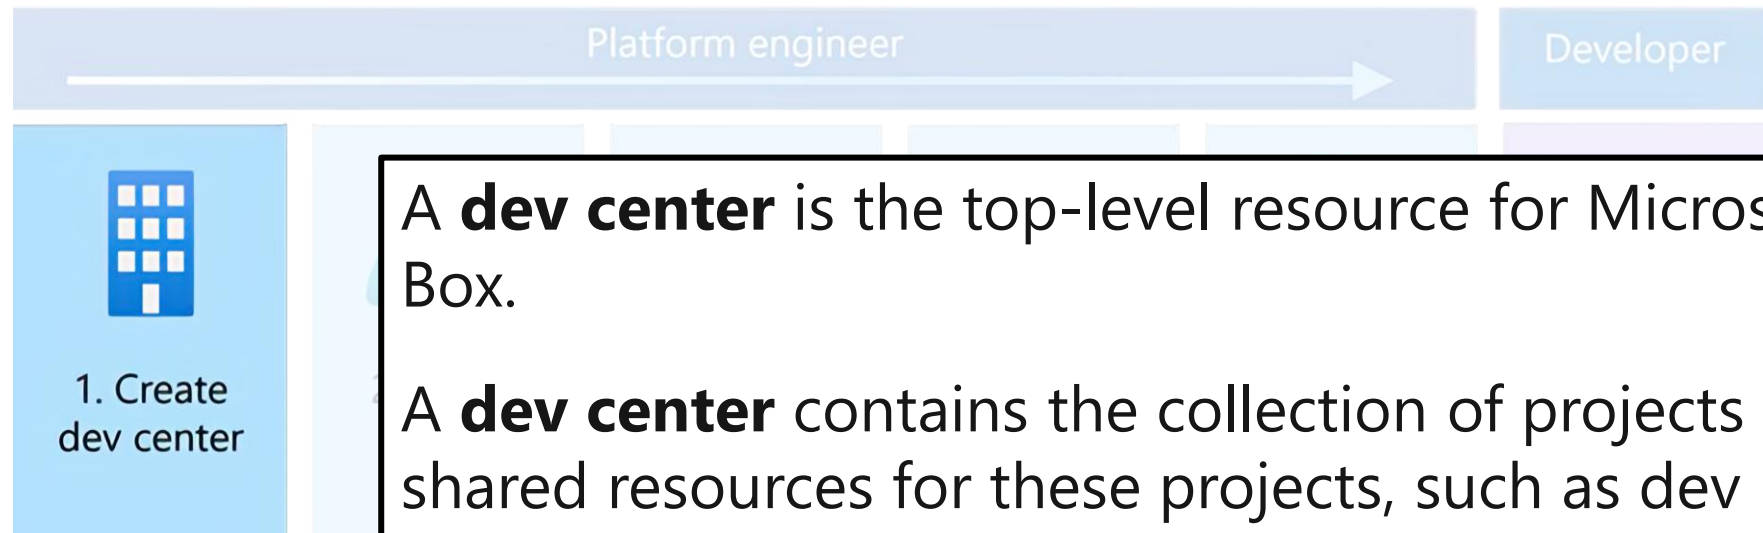 Platform engineer
Developer
1. Create
dev center
A dev center is the top-level resource for
Box.
A dev center contains the collection of projects
shared resources for these projects, such as dev